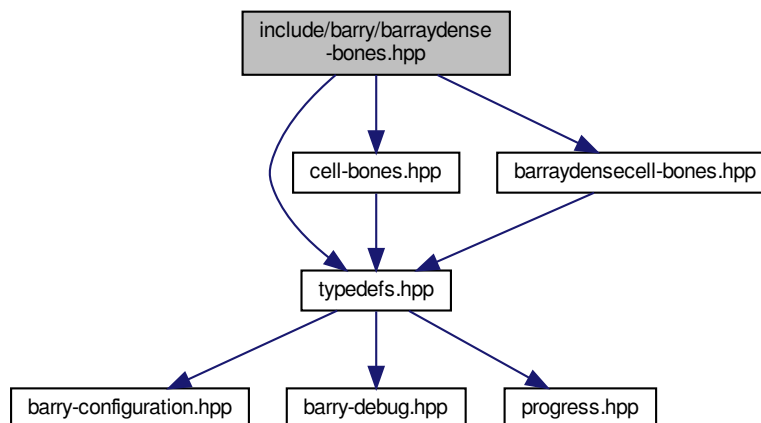 include/barry/barraydense
-bones.hpp
cell-bones.hpp
barraydensecell-bones.hpp
typedefs.hpp
barry-configuration.hpp
barry-debug.hpp
progress.hpp